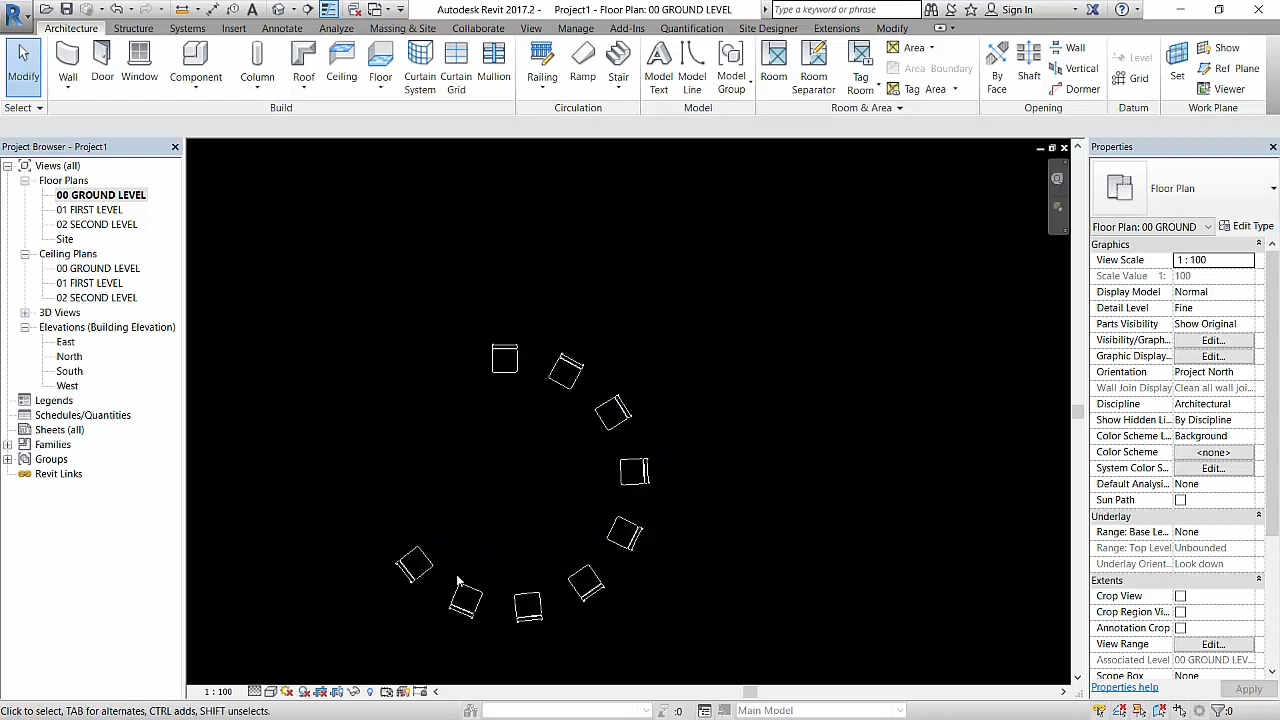 Autodesk Revit 2017.2 - Project1 - Floor Plan: 00 GROUND LEVEL
Type a keyword or phrase
Sign In
Architecture Structure Systems Insert Annotate Analyze Massing & Site Collaborate View Manage Add-Ins Quantification Site Designer Extensions Modify
Modify Wall Door Window Component Column Roof Ceiling Floor Curtain System Curtain Grid Mullion Railing Ramp Stair Model Text Model Line Model Group Room Room Separator Tag Room
Area
Area Boundary
Tag Area
By Face Shaft
Wall
Vertical
Dormer
Level
Grid
Set
Show
Ref Plane
Viewer
Select Build Circulation Model Room & Area Opening Datum Work Plane
Project Browser - Project1
Views (all)
Floor Plans
00 GROUND LEVEL
01 FIRST LEVEL
02 SECOND LEVEL
Site
Ceiling Plans
00 GROUND LEVEL
01 FIRST LEVEL
02 SECOND LEVEL
3D Views
Elevations (Building Elevation)
East
North
South
West
Legends
Schedules/Quantities
Sheets (all)
Families
Groups
Revit Links
Properties
Floor Plan
Floor Plan: 00 GROUND Edit Type
Graphics
View Scale 1 : 100
Scale Value 1: 100
Display Model Normal
Detail Level Fine
Parts Visibility Show Original
Visibility/Graph... Edit...
Graphic Display... Edit...
Orientation Project North
Wall Join Display Clean all wall joi...
Discipline Architectural
Show Hidden Li... By Discipline
Color Scheme L... Background
Color Scheme <none>
System Color S... Edit...
Default Analysi... None
Sun Path
Underlay
Range: Base Le... None
Range: Top Level Unbounded
Underlay Orient... Look down
Extents
Crop View
Crop Region Vi...
Annotation Crop
View Range Edit...
Associated Level 00 GROUND LEV...
Scope Box None
Properties help Apply
1 : 100
Click to select, TAB for alternates, CTRL adds, SHIFT unselects.
:0
Main Model
:0